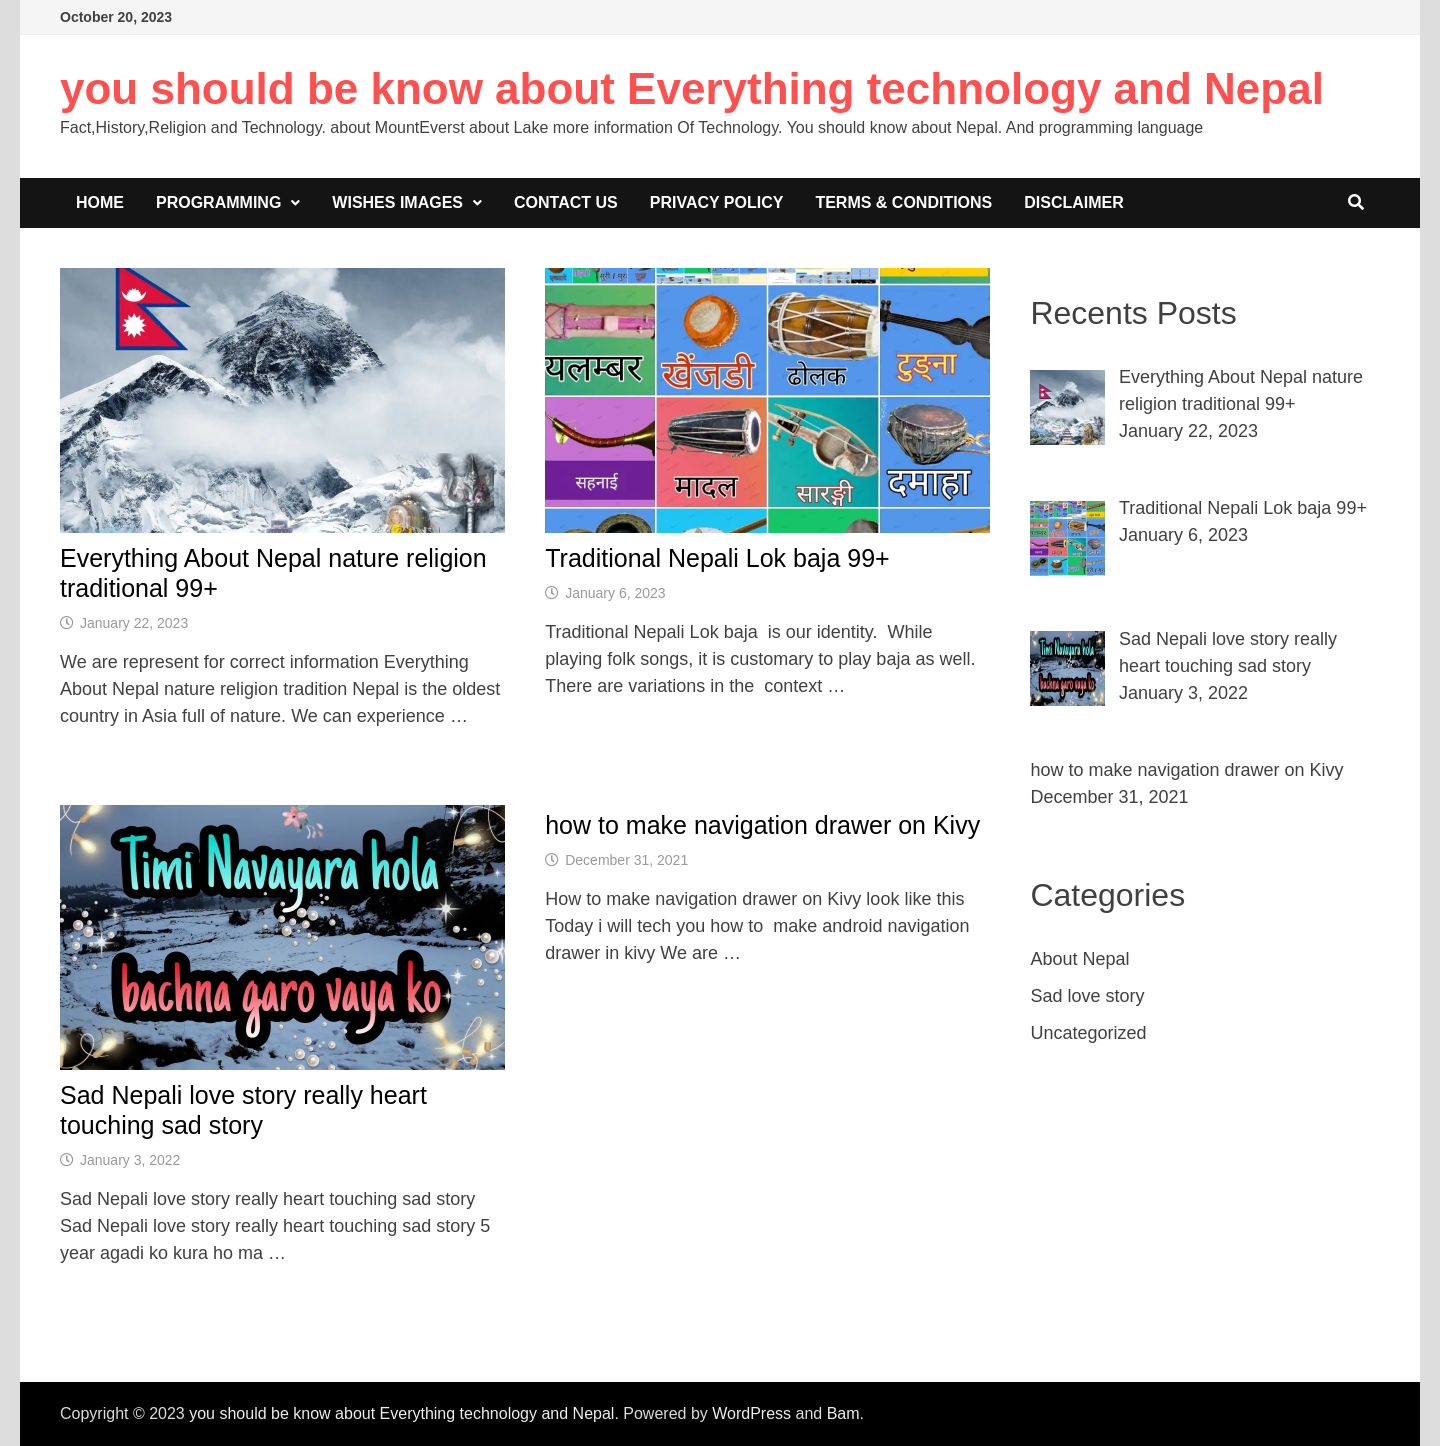 October 20, 2023
you should be know about Everything technology and Nepal
Fact,History,Religion and Technology. about MountEverst about Lake more information Of Technology. You should know about Nepal. And programming language
HOME PROGRAMMING WISHES IMAGES CONTACT US PRIVACY POLICY TERMS & CONDITIONS DISCLAIMER
Everything About Nepal nature religion
traditional 99+
January 22, 2023
We are represent for correct information Everything
About Nepal nature religion tradition Nepal is the oldest
country in Asia full of nature. We can experience …
यलम्बर खैंजडी ढोलक टुङ्ना
सहनाई मादल सारङ्गी दमाहा
Traditional Nepali Lok baja 99+
January 6, 2023
Traditional Nepali Lok baja  is our identity.  While
playing folk songs, it is customary to play baja as well.
There are variations in the  context …
Timi Navayara hola
bachna garo vaya ko
Sad Nepali love story really heart
touching sad story
January 3, 2022
Sad Nepali love story really heart touching sad story
Sad Nepali love story really heart touching sad story 5
year agadi ko kura ho ma …
how to make navigation drawer on Kivy
December 31, 2021
How to make navigation drawer on Kivy look like this
Today i will tech you how to  make android navigation
drawer in kivy We are …
Recents Posts
Everything About Nepal nature
religion traditional 99+
January 22, 2023
Traditional Nepali Lok baja 99+
January 6, 2023
Timi Navayara hola
bachna garo vaya ko
Sad Nepali love story really
heart touching sad story
January 3, 2022
how to make navigation drawer on Kivy
December 31, 2021
Categories
About Nepal
Sad love story
Uncategorized
Copyright © 2023 you should be know about Everything technology and Nepal. Powered by WordPress and Bam.